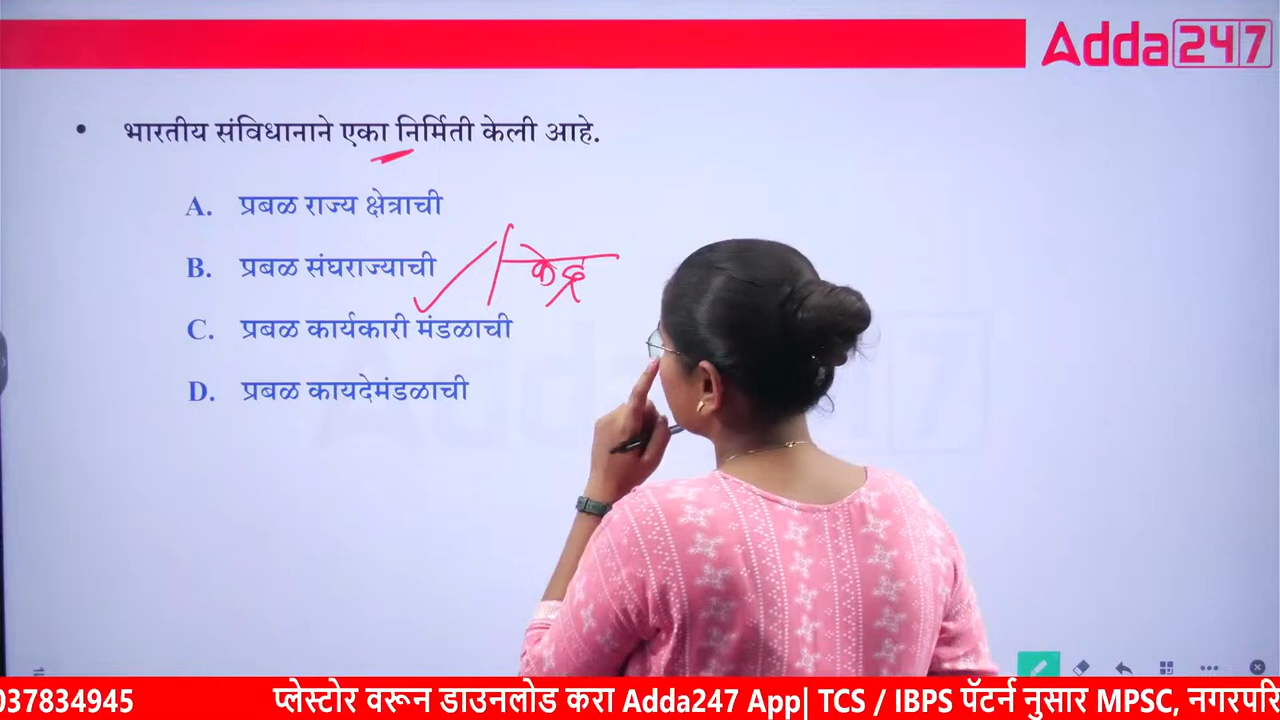 Adda247
• भारतीय संविधानाने एका निर्मिती केली आहे.
A. प्रबळ राज्य क्षेत्राची
B. प्रबळ संघराज्याची
केंद्र
C. प्रबळ कार्यकारी मंडळाची
D. प्रबळ कायदेमंडळाची
037834945 प्लेस्टोर वरून डाउनलोड करा Adda247 App| TCS / IBPS पॅटर्न नुसार MPSC, नगरपरि